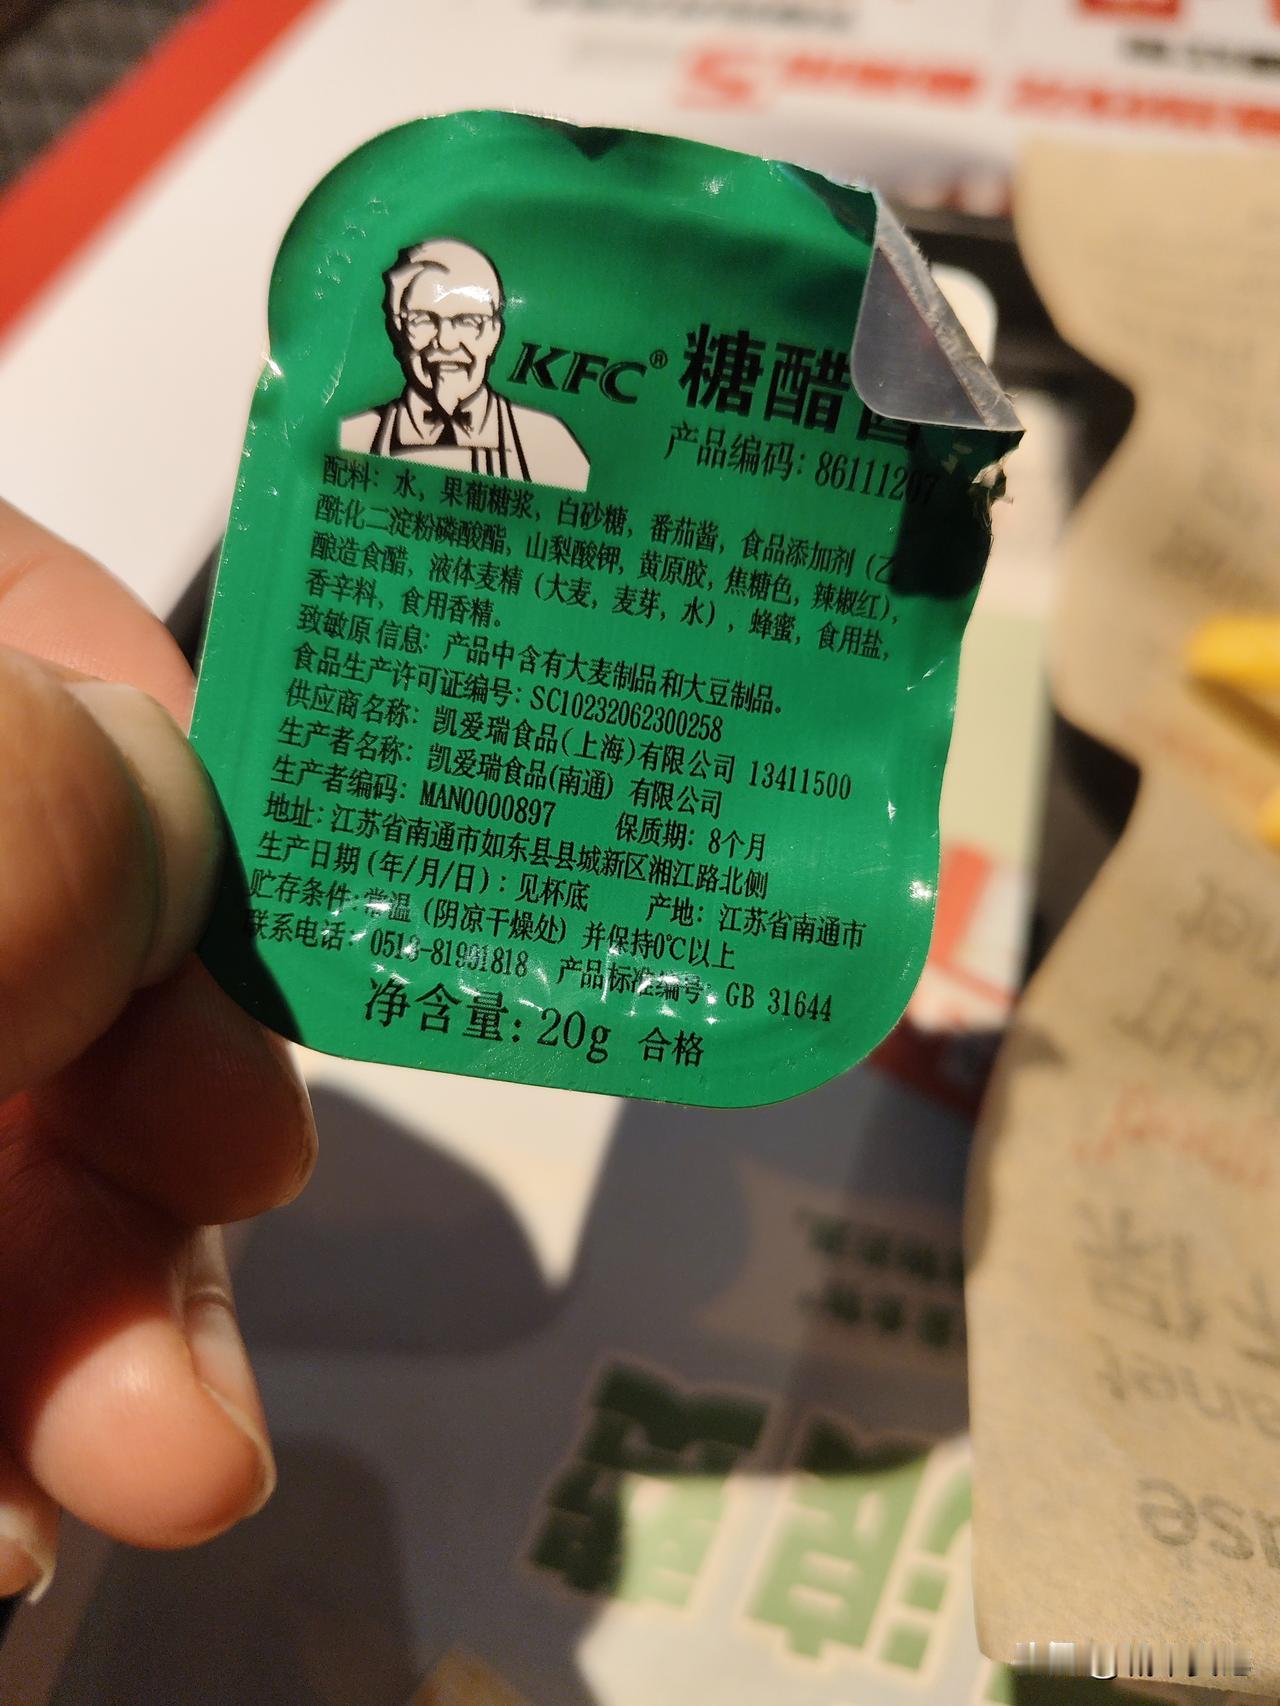 KFC® 糖醋酱
产品编码: 86111207
配料: 水, 果葡糖浆, 白砂糖, 番茄酱, 食品添加剂 (乙
酰化二淀粉磷酸酯, 山梨酸钾, 黄原胶, 焦糖色, 辣椒红),
酿造食醋, 液体麦精 (大麦, 麦芽, 水), 蜂蜜, 食用盐,
香辛料, 食用香精。
致敏原信息: 产品中含有大麦制品和大豆制品。
食品生产许可证编号: SC10232062300258
供应商名称: 凯爱瑞食品(上海)有限公司 13411500
生产者名称: 凯爱瑞食品(南通) 有限公司
生产者编码: MAN0000897 保质期: 8个月
地址: 江苏省南通市如东县县城新区湘江路北侧
生产日期 (年/月/日): 见杯底 产地: 江苏省南通市
贮存条件: 常温 (阴凉干燥处) 并保持0℃以上
联系电话: 0513-81991818 产品标准编号: GB 31644
净含量: 20g 合格